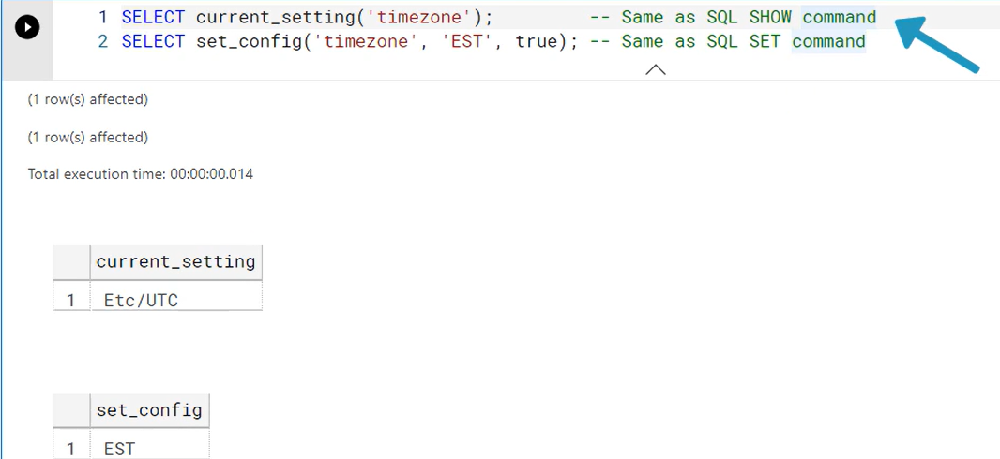 1 SELECT current_setting('timezone'); -- Same as SQL SHOW command
2 SELECT set_config('timezone', 'EST', true); -- Same as SQL SET command
(1 row(s) affected)
(1 row(s) affected)
Total execution time: 00:00:00.014
current_setting
1 Etc/UTC
set_config
1 EST